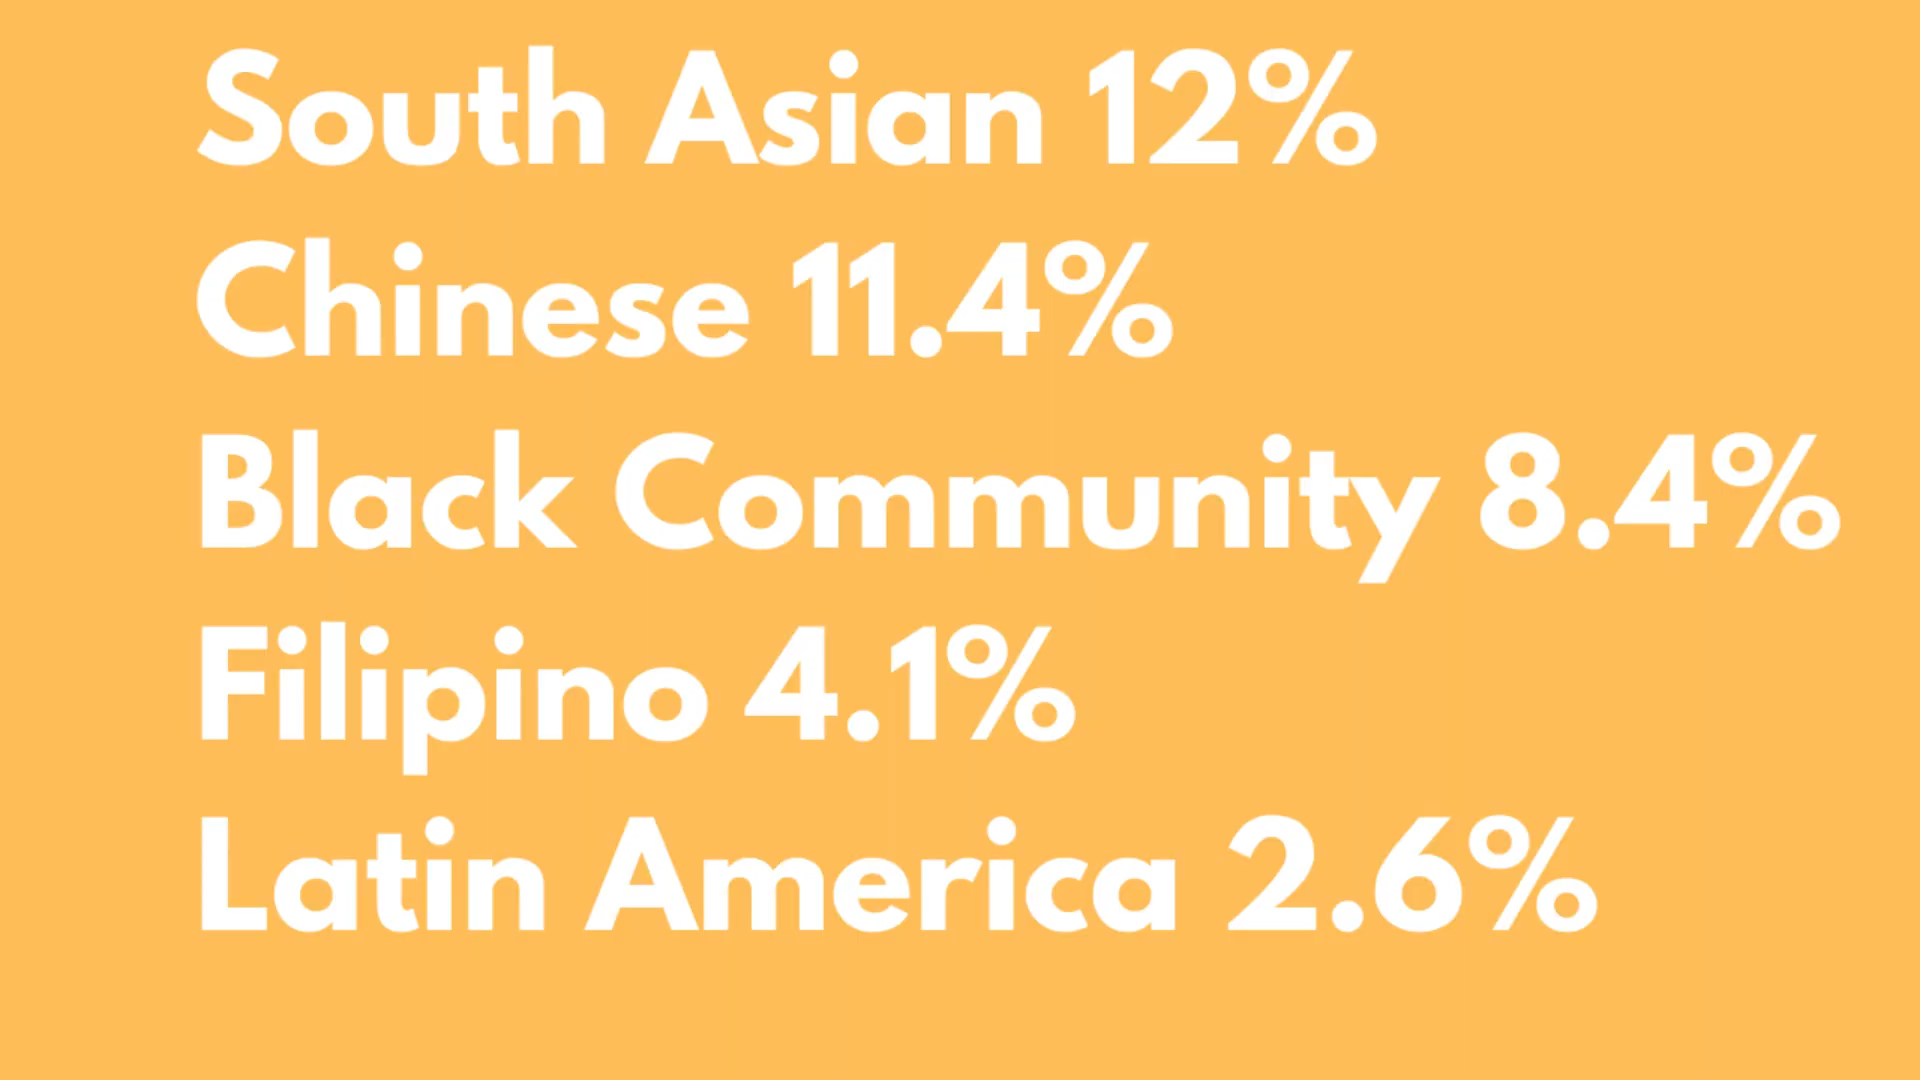 South Asian 12%
Chinese 11.4%
Black Community 8.4%
Filipino 4.1%
Latin America 2.6%